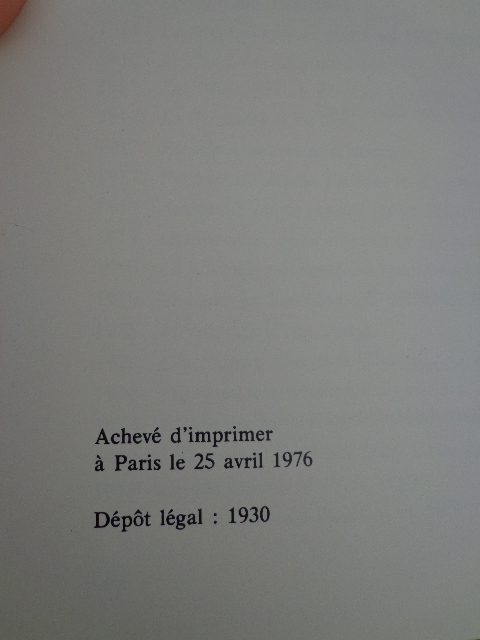 Achevé d'imprimer
à Paris le 25 avril 1976
Dépôt légal : 1930